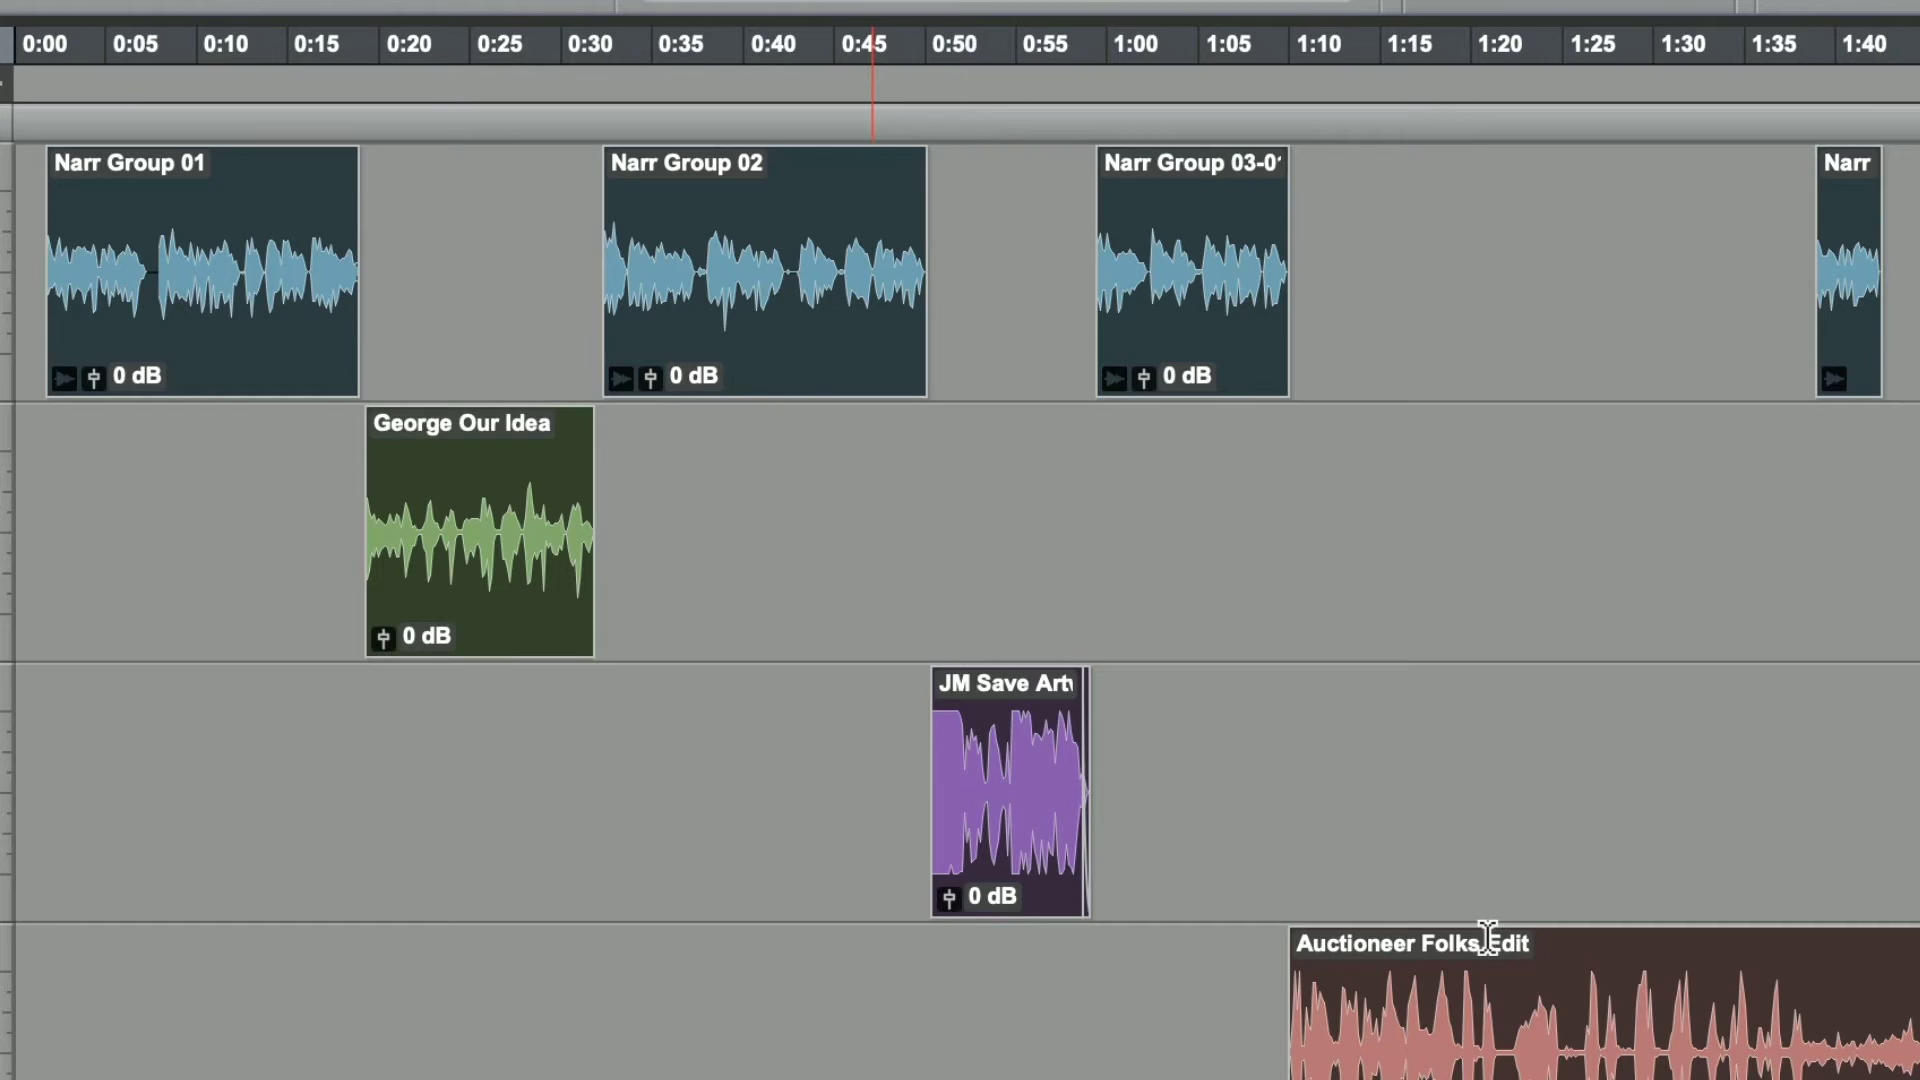 0:00 0:05 0:10 0:15 0:20 0:25 0:30 0:35 0:40 0:45 0:50 0:55 1:00 1:05 1:10 1:15 1:20 1:25 1:30 1:35 1:40
Narr Group 01 Narr Group 02 Narr Group 03-0 Narr
0 dB 0 dB 0 dB
George Our Idea
0 dB
JM Save Art
0 dB
Auctioneer Folks Edit